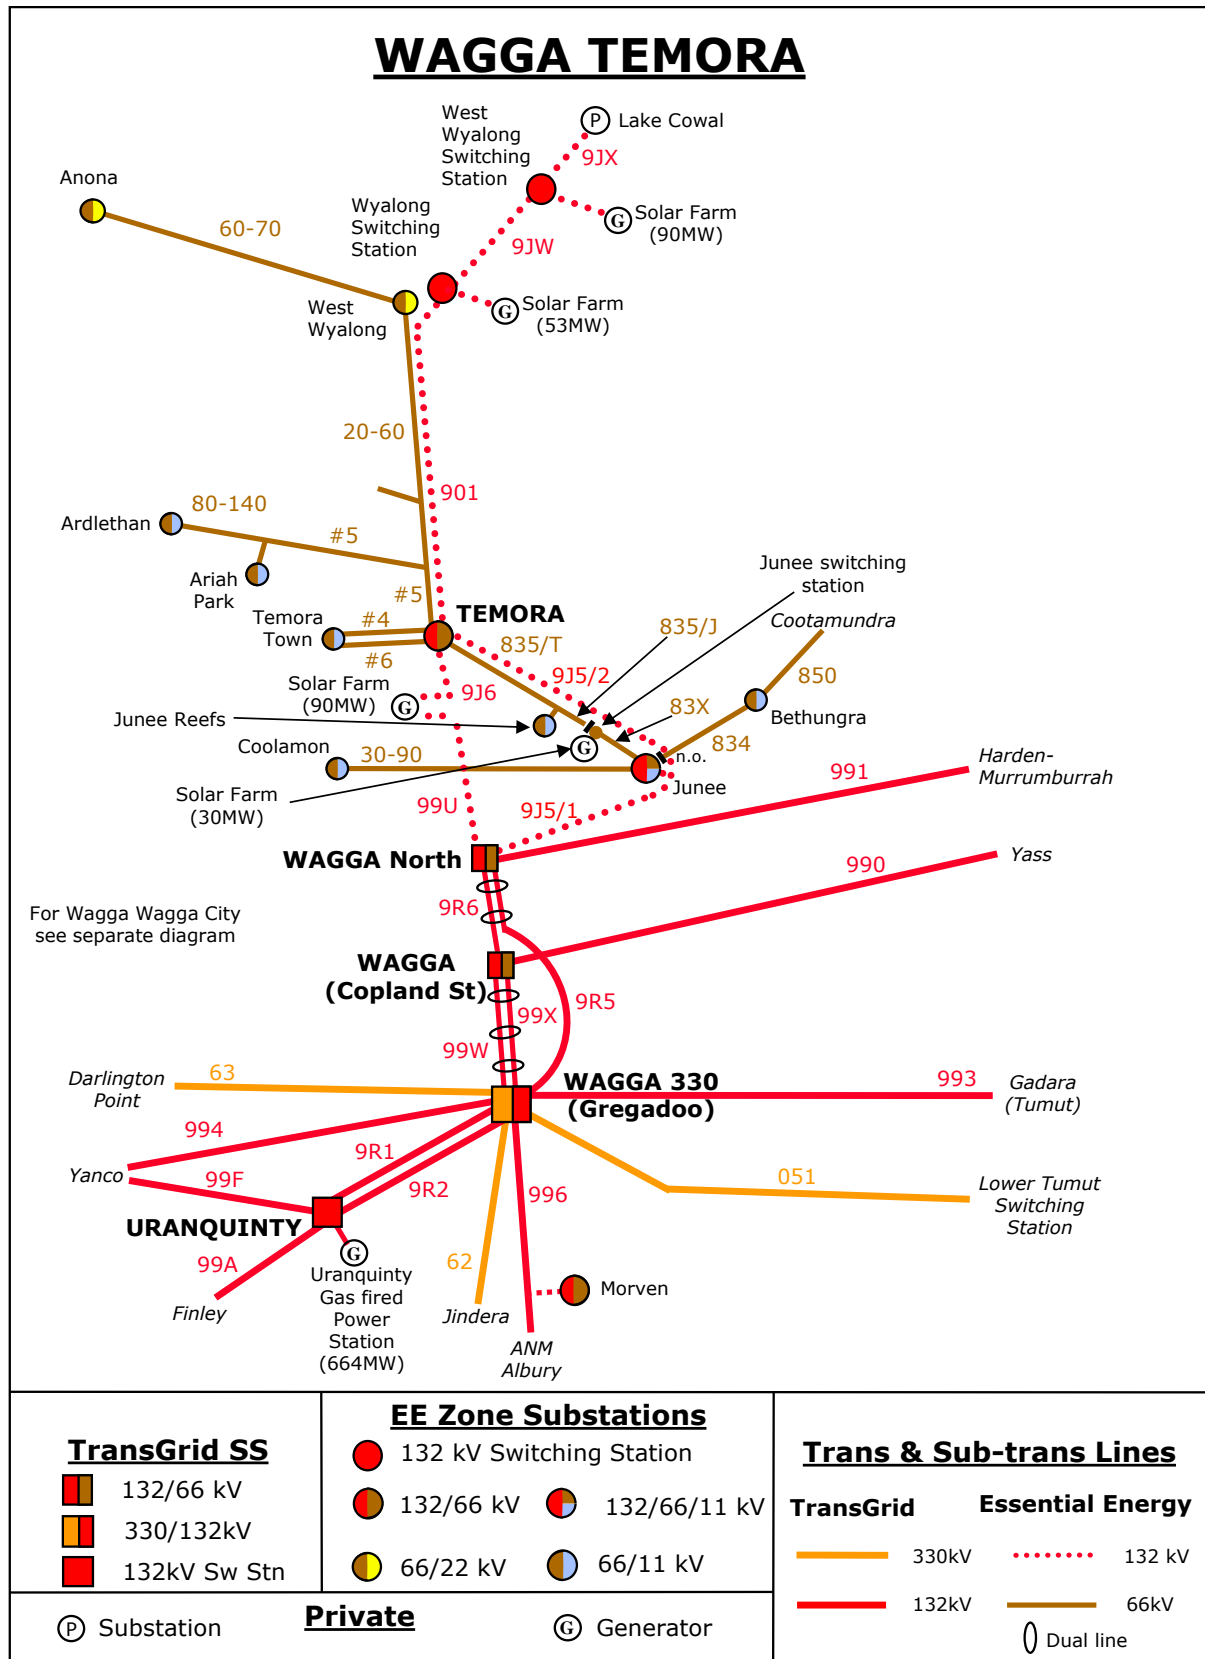 WAGGA TEMORA
West
Wyalong
Switching
Station
P
Lake Cowal
9JX
Anona
Wyalong
Switching
Station
G
Solar Farm
(90MW)
60-70
9JW
West
Wyalong
G
Solar Farm
(53MW)
20-60
901
80-140
Ardlethan
#5
Ariah
Park
Junee switching
station
#5
TEMORA
Temora
Town
#4
#6
835/T
835/J
Cootamundra
9J5/2
850
Solar Farm
(90MW)
G
9J6
83X
Junee Reefs
Bethungra
834
G
Coolamon
30-90
n.o.
Junee
Harden-
Murrumburrah
991
Solar Farm
(30MW)
99U
9J5/1
WAGGA North
990
Yass
For Wagga Wagga City
see separate diagram
9R6
WAGGA
(Copland St)
9R5
99X
99W
Darlington
Point
63
WAGGA 330
(Gregadoo)
993
Gadara
(Tumut)
994
9R1
Yanco
99F
9R2
996
051
Lower Tumut
Switching
Station
URANQUINTY
99A
G
62
Uranquinty
Gas fired
Power
Station
(664MW)
Morven
Finley
Jindera
ANM
Albury
TransGrid SS
132/66 kV
330/132kV
132kV Sw Stn
EE Zone Substations
132 kV Switching Station
132/66 kV
132/66/11 kV
66/22 kV
66/11 kV
Private
P
Substation
G
Generator
Trans & Sub-trans Lines
TransGrid
Essential Energy
330kV
132 kV
132kV
66kV
Dual line